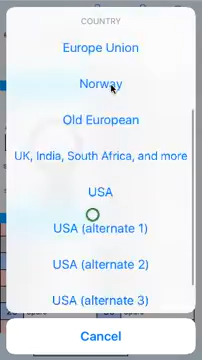 COUNTRY
Europe Union
Norway
Old European
UK, India, South Africa, and more
USA
USA (alternate 1)
USA (alternate 2)
USA (alternate 3)
Cancel